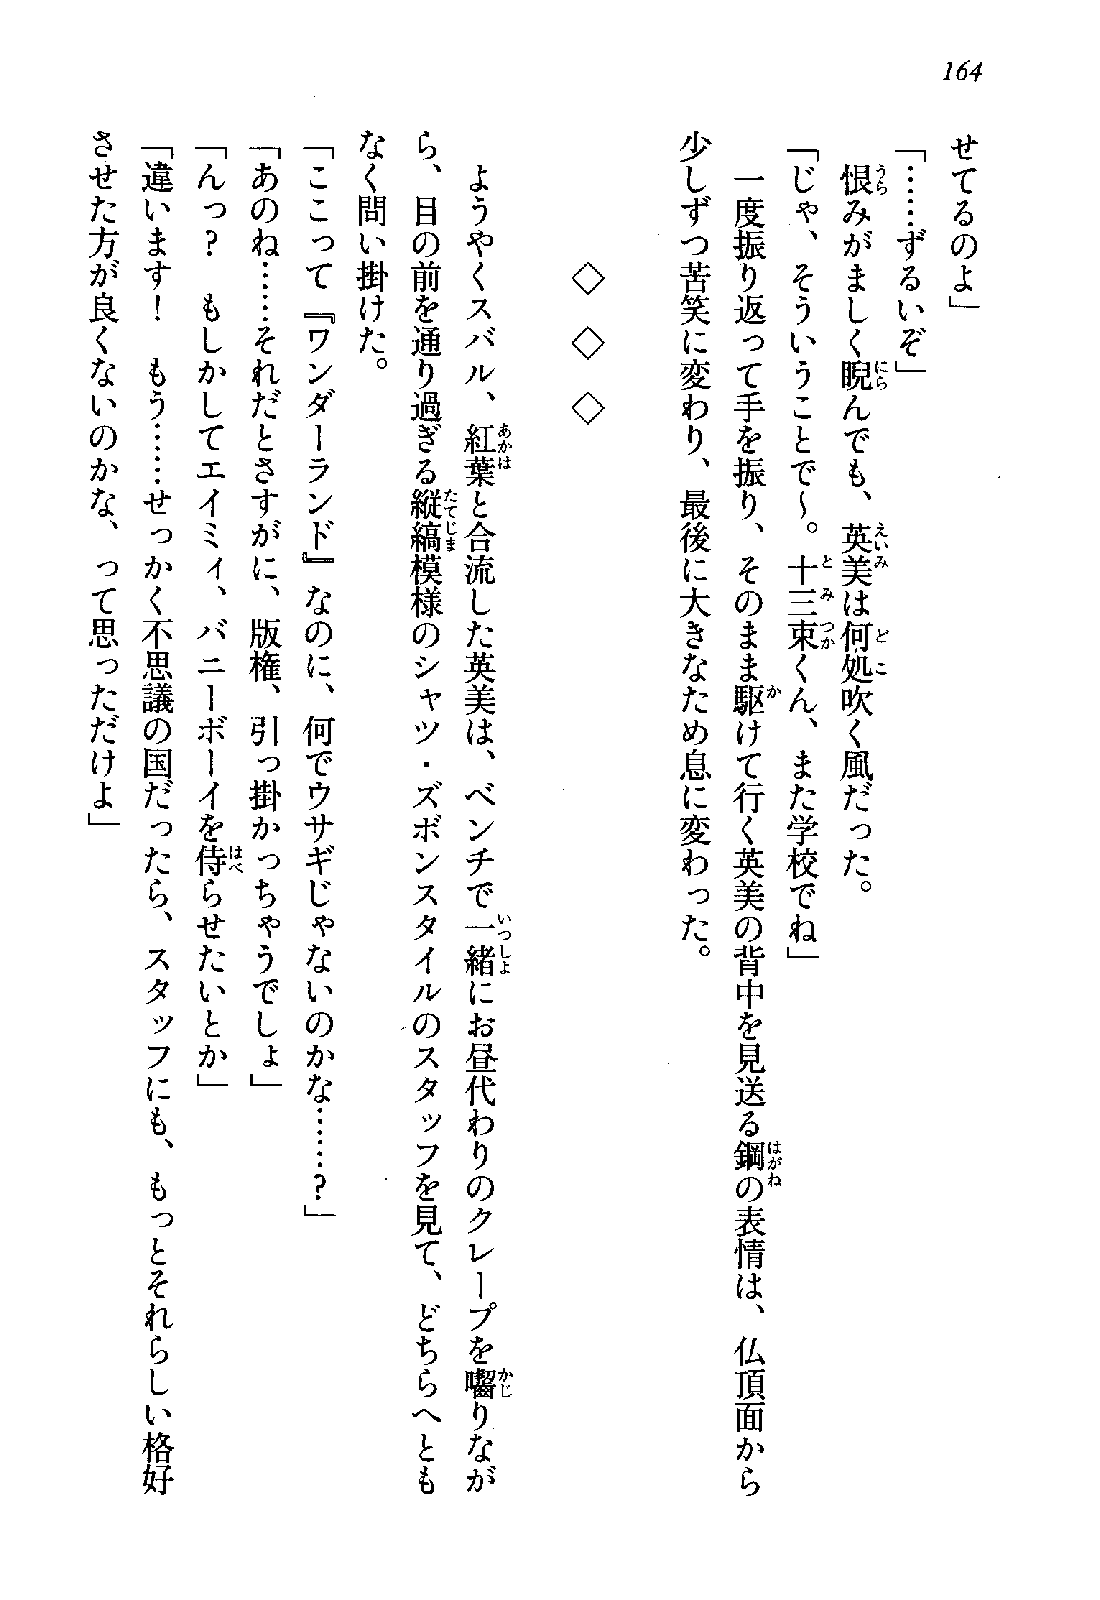 164
せてるのよ」
「……ずるいぞ」
　恨みがましく睨んでも、英美は何処吹く風だった。
「じゃ、そういうことで〜。十三束くん、また学校でね」
　一度振り返って手を振り、そのまま駆けて行く英美の背中を見送る鋼の表情は、仏頂面から
少しずつ苦笑に変わり、最後に大きなため息に変わった。
◇　◇　◇
　ようやくスバル、紅葉と合流した英美は、ベンチで一緒にお昼代わりのクレープを囓りなが
ら、目の前を通り過ぎる縦縞模様のシャツ・ズボンスタイルのスタッフを見て、どちらへとも
なく問い掛けた。
「ここって『ワンダーランド』なのに、何でウサギじゃないのかな……？」
「あのね……それだとさすがに、版権、引っ掛かっちゃうでしょ」
「んっ？　もしかしてエイミィ、バニーボーイを侍らせたいとか」
「違います！　もう……せっかく不思議の国だったら、スタッフにも、もっとそれらしい格好
させた方が良くないのかな、って思っただけよ」